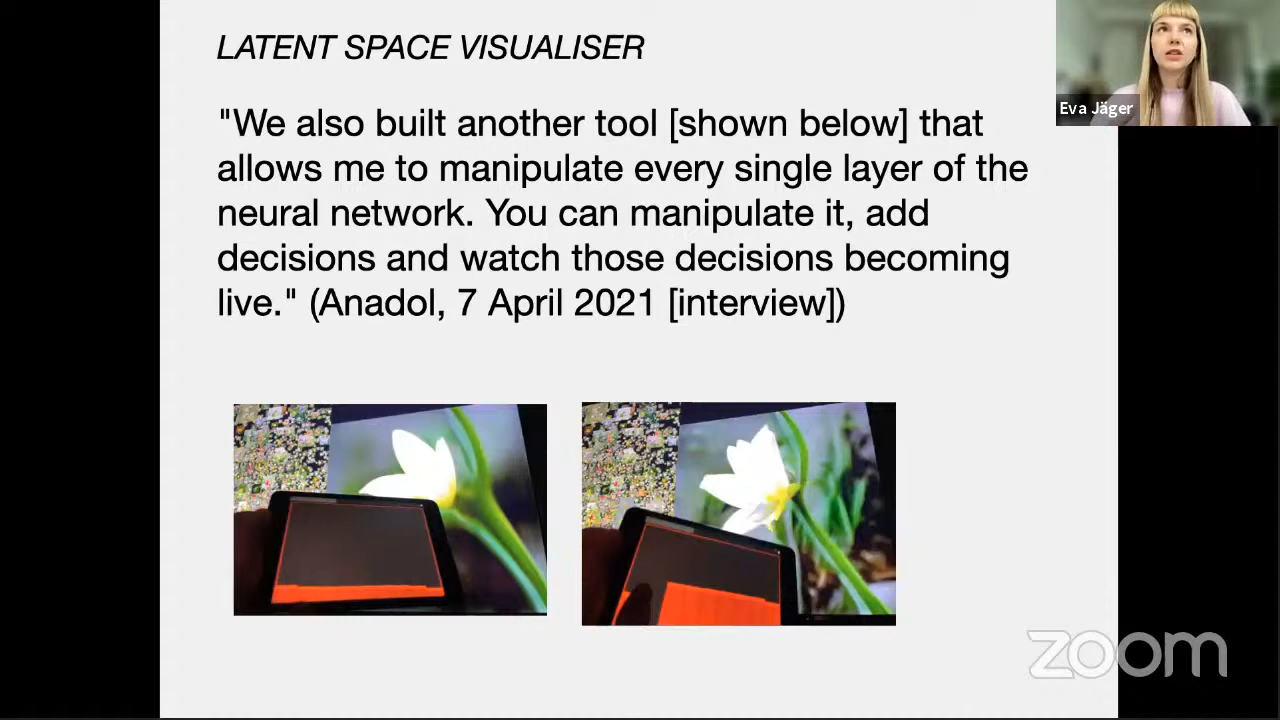 LATENT SPACE VISUALISER
"We also built another tool [shown below] that
allows me to manipulate every single layer of the
neural network. You can manipulate it, add
decisions and watch those decisions becoming
live." (Anadol, 7 April 2021 [interview])
Eva Jäger
zoom